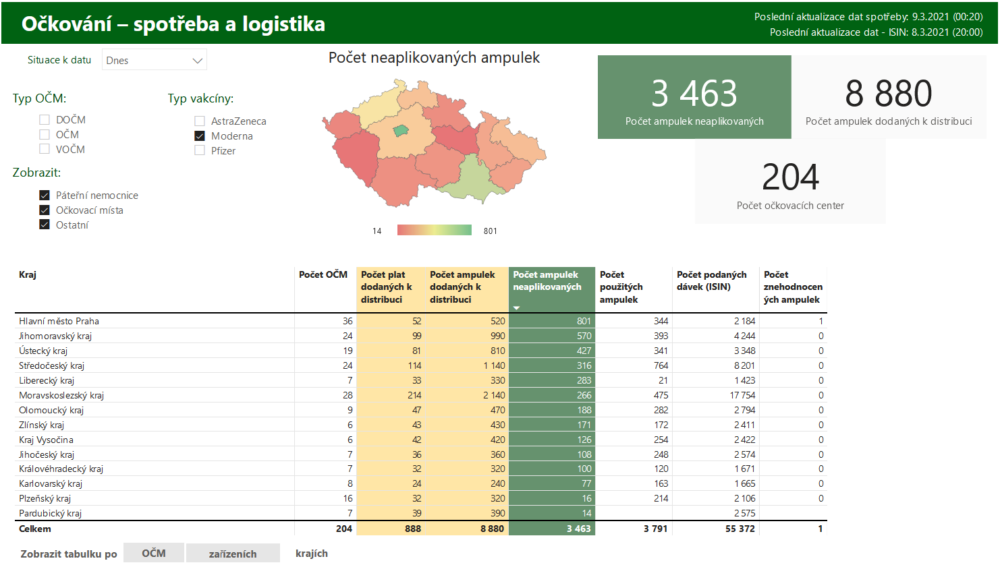 Očkování – spotřeba a logistika
Poslední aktualizace dat spotřeby: 9.3.2021 (00:20)
Poslední aktualizace dat - ISIN: 8.3.2021 (20:00)
Situace k datu Dnes
Typ OČM:
DOČM
OČM
VOČM
Typ vakcíny:
AstraZeneca
Moderna
Pfizer
Zobrazit:
Páteřní nemocnice
Očkovací místa
Ostatní
Počet neaplikovaných ampulek
14 801
3 463
Počet ampulek neaplikovaných
8 880
Počet ampulek dodaných k distribuci
204
Počet očkovacích center
Kraj
Počet OČM
Počet plat
dodaných k
distribuci
Počet ampulek
dodaných k
distribuci
Počet ampulek
neaplikovaných
Počet
použitých
ampulek
Počet podaných
dávek (ISIN)
Počet
znehodnocen
ých ampulek
Hlavní město Praha 36 52 520 801 344 2 184 1
Jihomoravský kraj 24 99 990 570 393 4 244 0
Ústecký kraj 19 81 810 427 341 3 348 0
Středočeský kraj 24 114 1 140 316 764 8 201 0
Liberecký kraj 7 33 330 283 21 1 423 0
Moravskoslezský kraj 28 214 2 140 266 475 17 754 0
Olomoucký kraj 9 47 470 188 282 2 794 0
Zlínský kraj 6 43 430 171 172 2 411 0
Kraj Vysočina 6 42 420 126 254 2 422 0
Jihočeský kraj 7 36 360 108 248 2 574 0
Královéhradecký kraj 7 32 320 100 120 1 671 0
Karlovarský kraj 8 24 240 77 163 1 665 0
Plzeňský kraj 16 32 320 16 214 2 106 0
Pardubický kraj 7 39 390 14 2 575
Celkem 204 888 8 880 3 463 3 791 55 372 1
Zobrazit tabulku po OČM zařízeních krajích